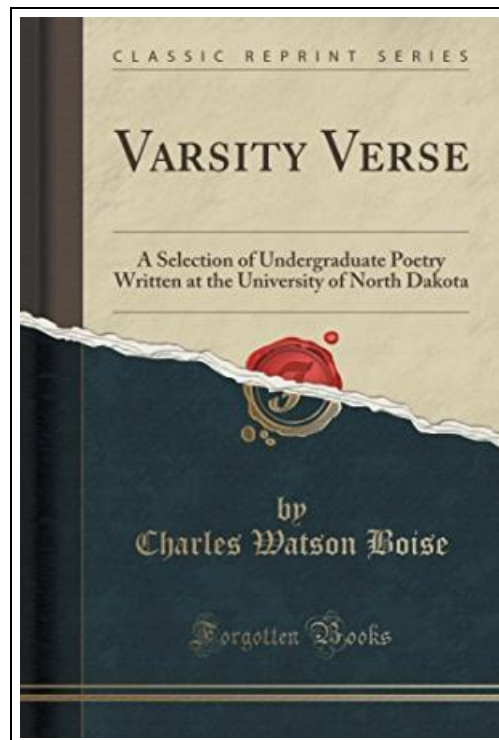 CLASSIC REPRINT SERIES
VARSITY VERSE
A Selection of Undergraduate Poetry
Written at the University of North Dakota
by
Charles Watson Boise
Forgotten Books